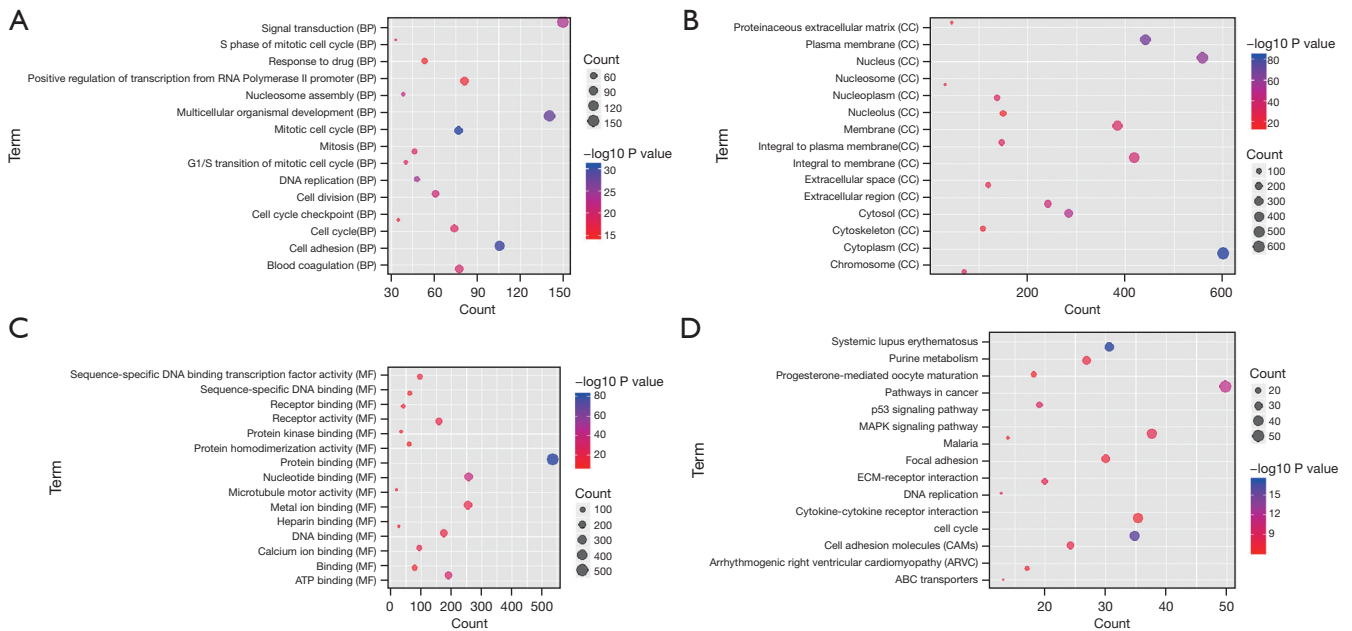 A
Term
Signal transduction (BP)
S phase of mitotic cell cycle (BP)
Response to drug (BP)
Positive regulation of transcription from RNA Polymerase II promoter (BP)
Nucleosome assembly (BP)
Multicellular organismal development (BP)
Mitotic cell cycle (BP)
Mitosis (BP)
G1/S transition of mitotic cell cycle (BP)
DNA replication (BP)
Cell division (BP)
Cell cycle checkpoint (BP)
Cell cycle(BP)
Cell adhesion (BP)
Blood coagulation (BP)
30 60 90 120 150
Count
Count
60
90
120
150
−log10 P value
30
25
20
15
B
Term
Proteinaceous extracellular matrix (CC)
Plasma membrane (CC)
Nucleus (CC)
Nucleosome (CC)
Nucleoplasm (CC)
Nucleolus (CC)
Membrane (CC)
Integral to plasma membrane(CC)
Integral to membrane (CC)
Extracellular space (CC)
Extracellular region (CC)
Cytosol (CC)
Cytoskeleton (CC)
Cytoplasm (CC)
Chromosome (CC)
200 400 600
Count
−log10 P value
80
60
40
20
Count
100
200
300
400
500
600
C
Term
Sequence-specific DNA binding transcription factor activity (MF)
Sequence-specific DNA binding (MF)
Receptor binding (MF)
Receptor activity (MF)
Protein kinase binding (MF)
Protein homodimerization activity (MF)
Protein binding (MF)
Nucleotide binding (MF)
Microtubule motor activity (MF)
Metal ion binding (MF)
Heparin binding (MF)
DNA binding (MF)
Calcium ion binding (MF)
Binding (MF)
ATP binding (MF)
0 100 200 300 400 500
Count
−log10 P value
80
60
40
20
Count
100
200
300
400
500
D
Term
Systemic lupus erythematosus
Purine metabolism
Progesterone-mediated oocyte maturation
Pathways in cancer
p53 signaling pathway
MAPK signaling pathway
Malaria
Focal adhesion
ECM-receptor interaction
DNA replication
Cytokine-cytokine receptor interaction
cell cycle
Cell adhesion molecules (CAMs)
Arrhythmogenic right ventricular cardiomyopathy (ARVC)
ABC transporters
20 30 40 50
Count
Count
20
30
40
50
−log10 P value
15
12
9